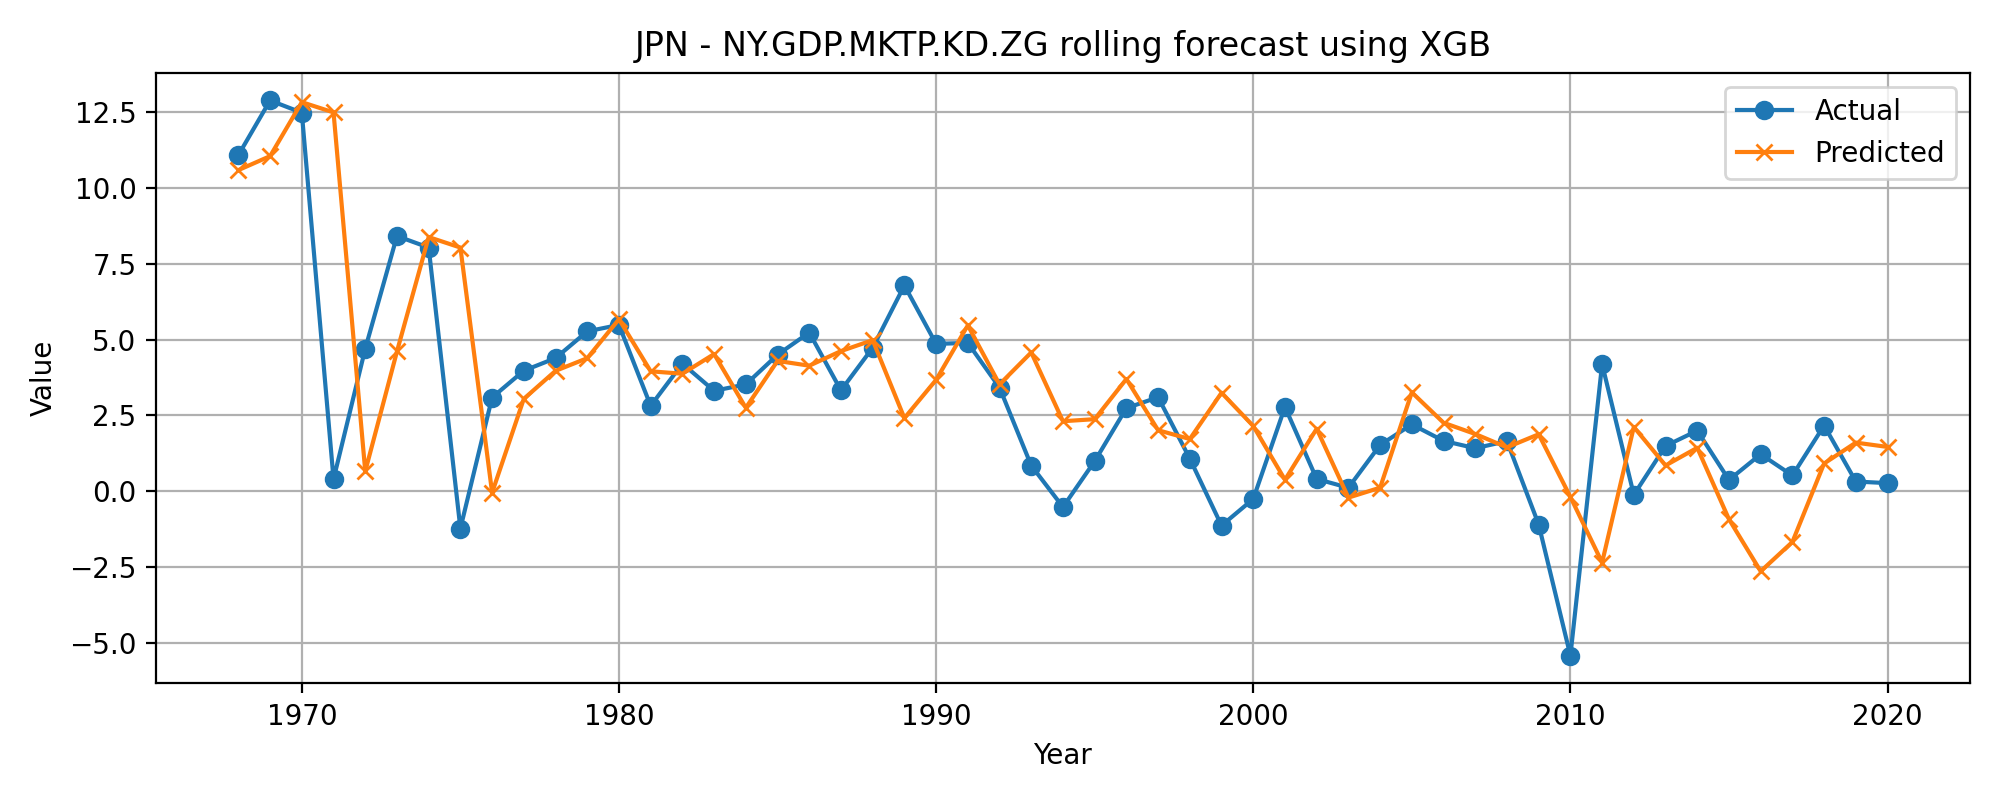 JPN - NY.GDP.MKTP.KD.ZG rolling forecast using XGB
Actual
Predicted
Value
12.5
10.0
7.5
5.0
2.5
0.0
−2.5
−5.0
1970 1980 1990 2000 2010 2020
Year